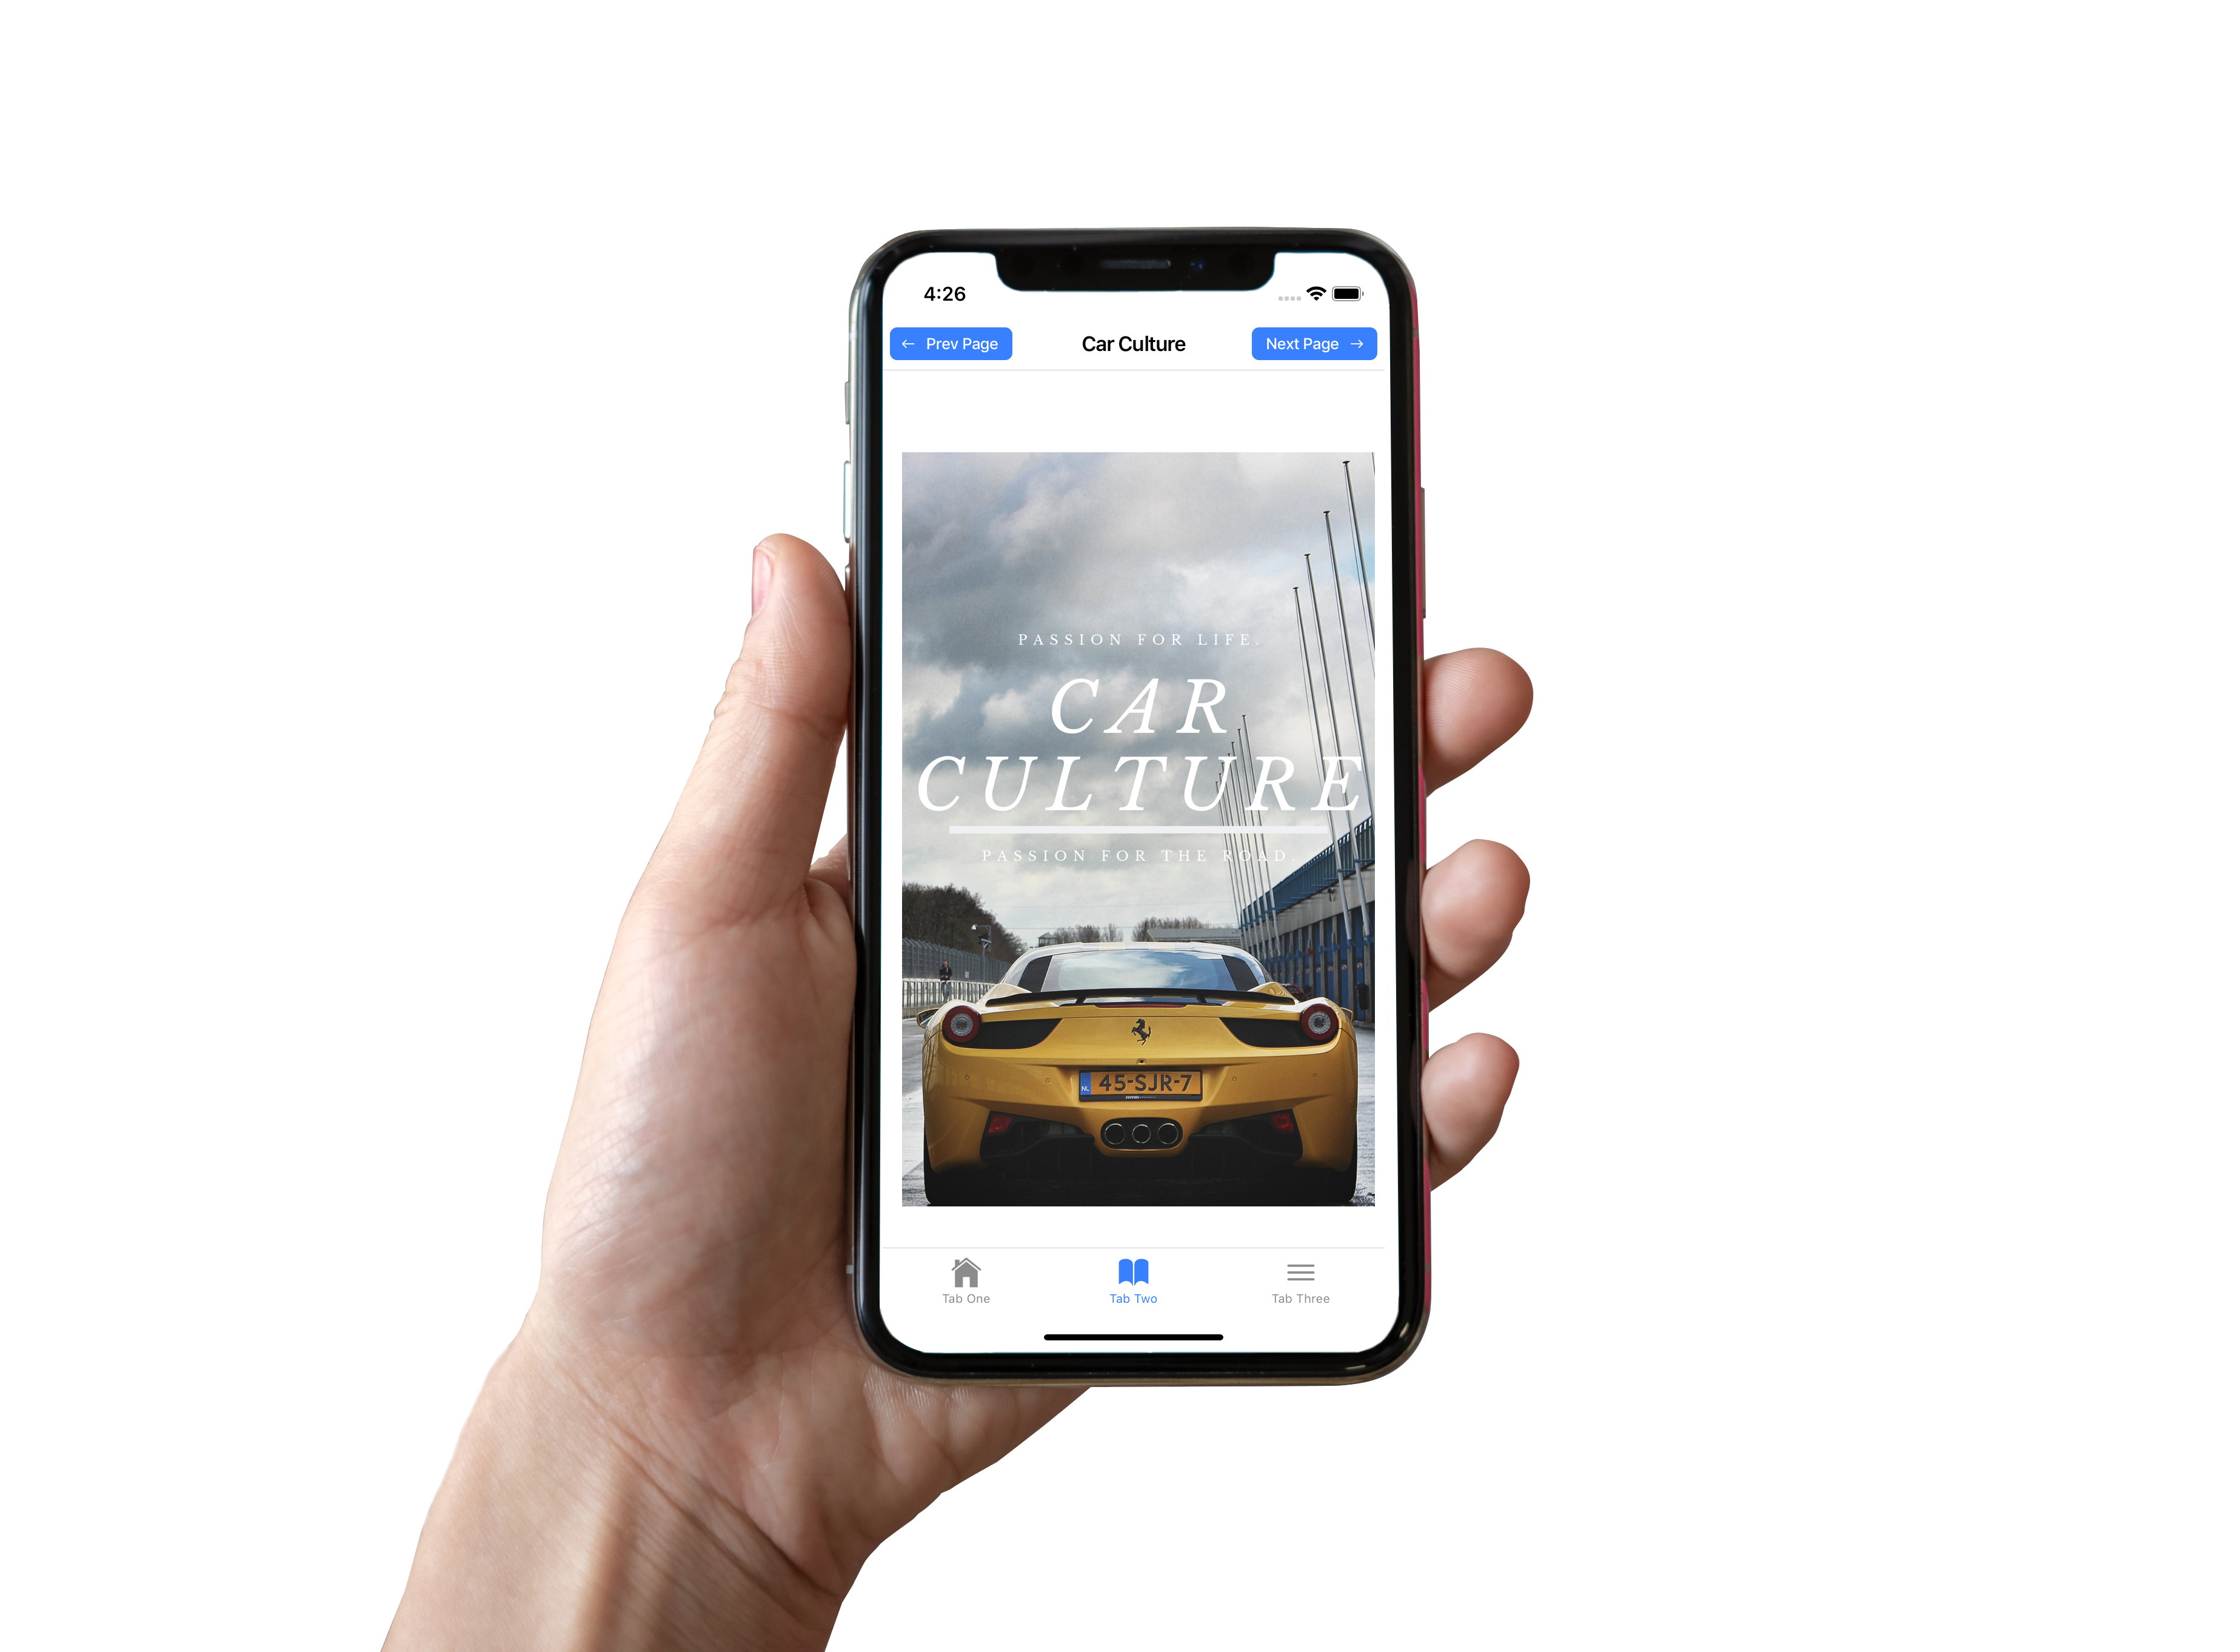 4:26
Prev Page
Car Culture
Next Page
PASSION FOR LIFE.
CAR
CULTURE
PASSION FOR THE ROAD.
NL
45-SJR-7
Tab One
Tab Two
Tab Three